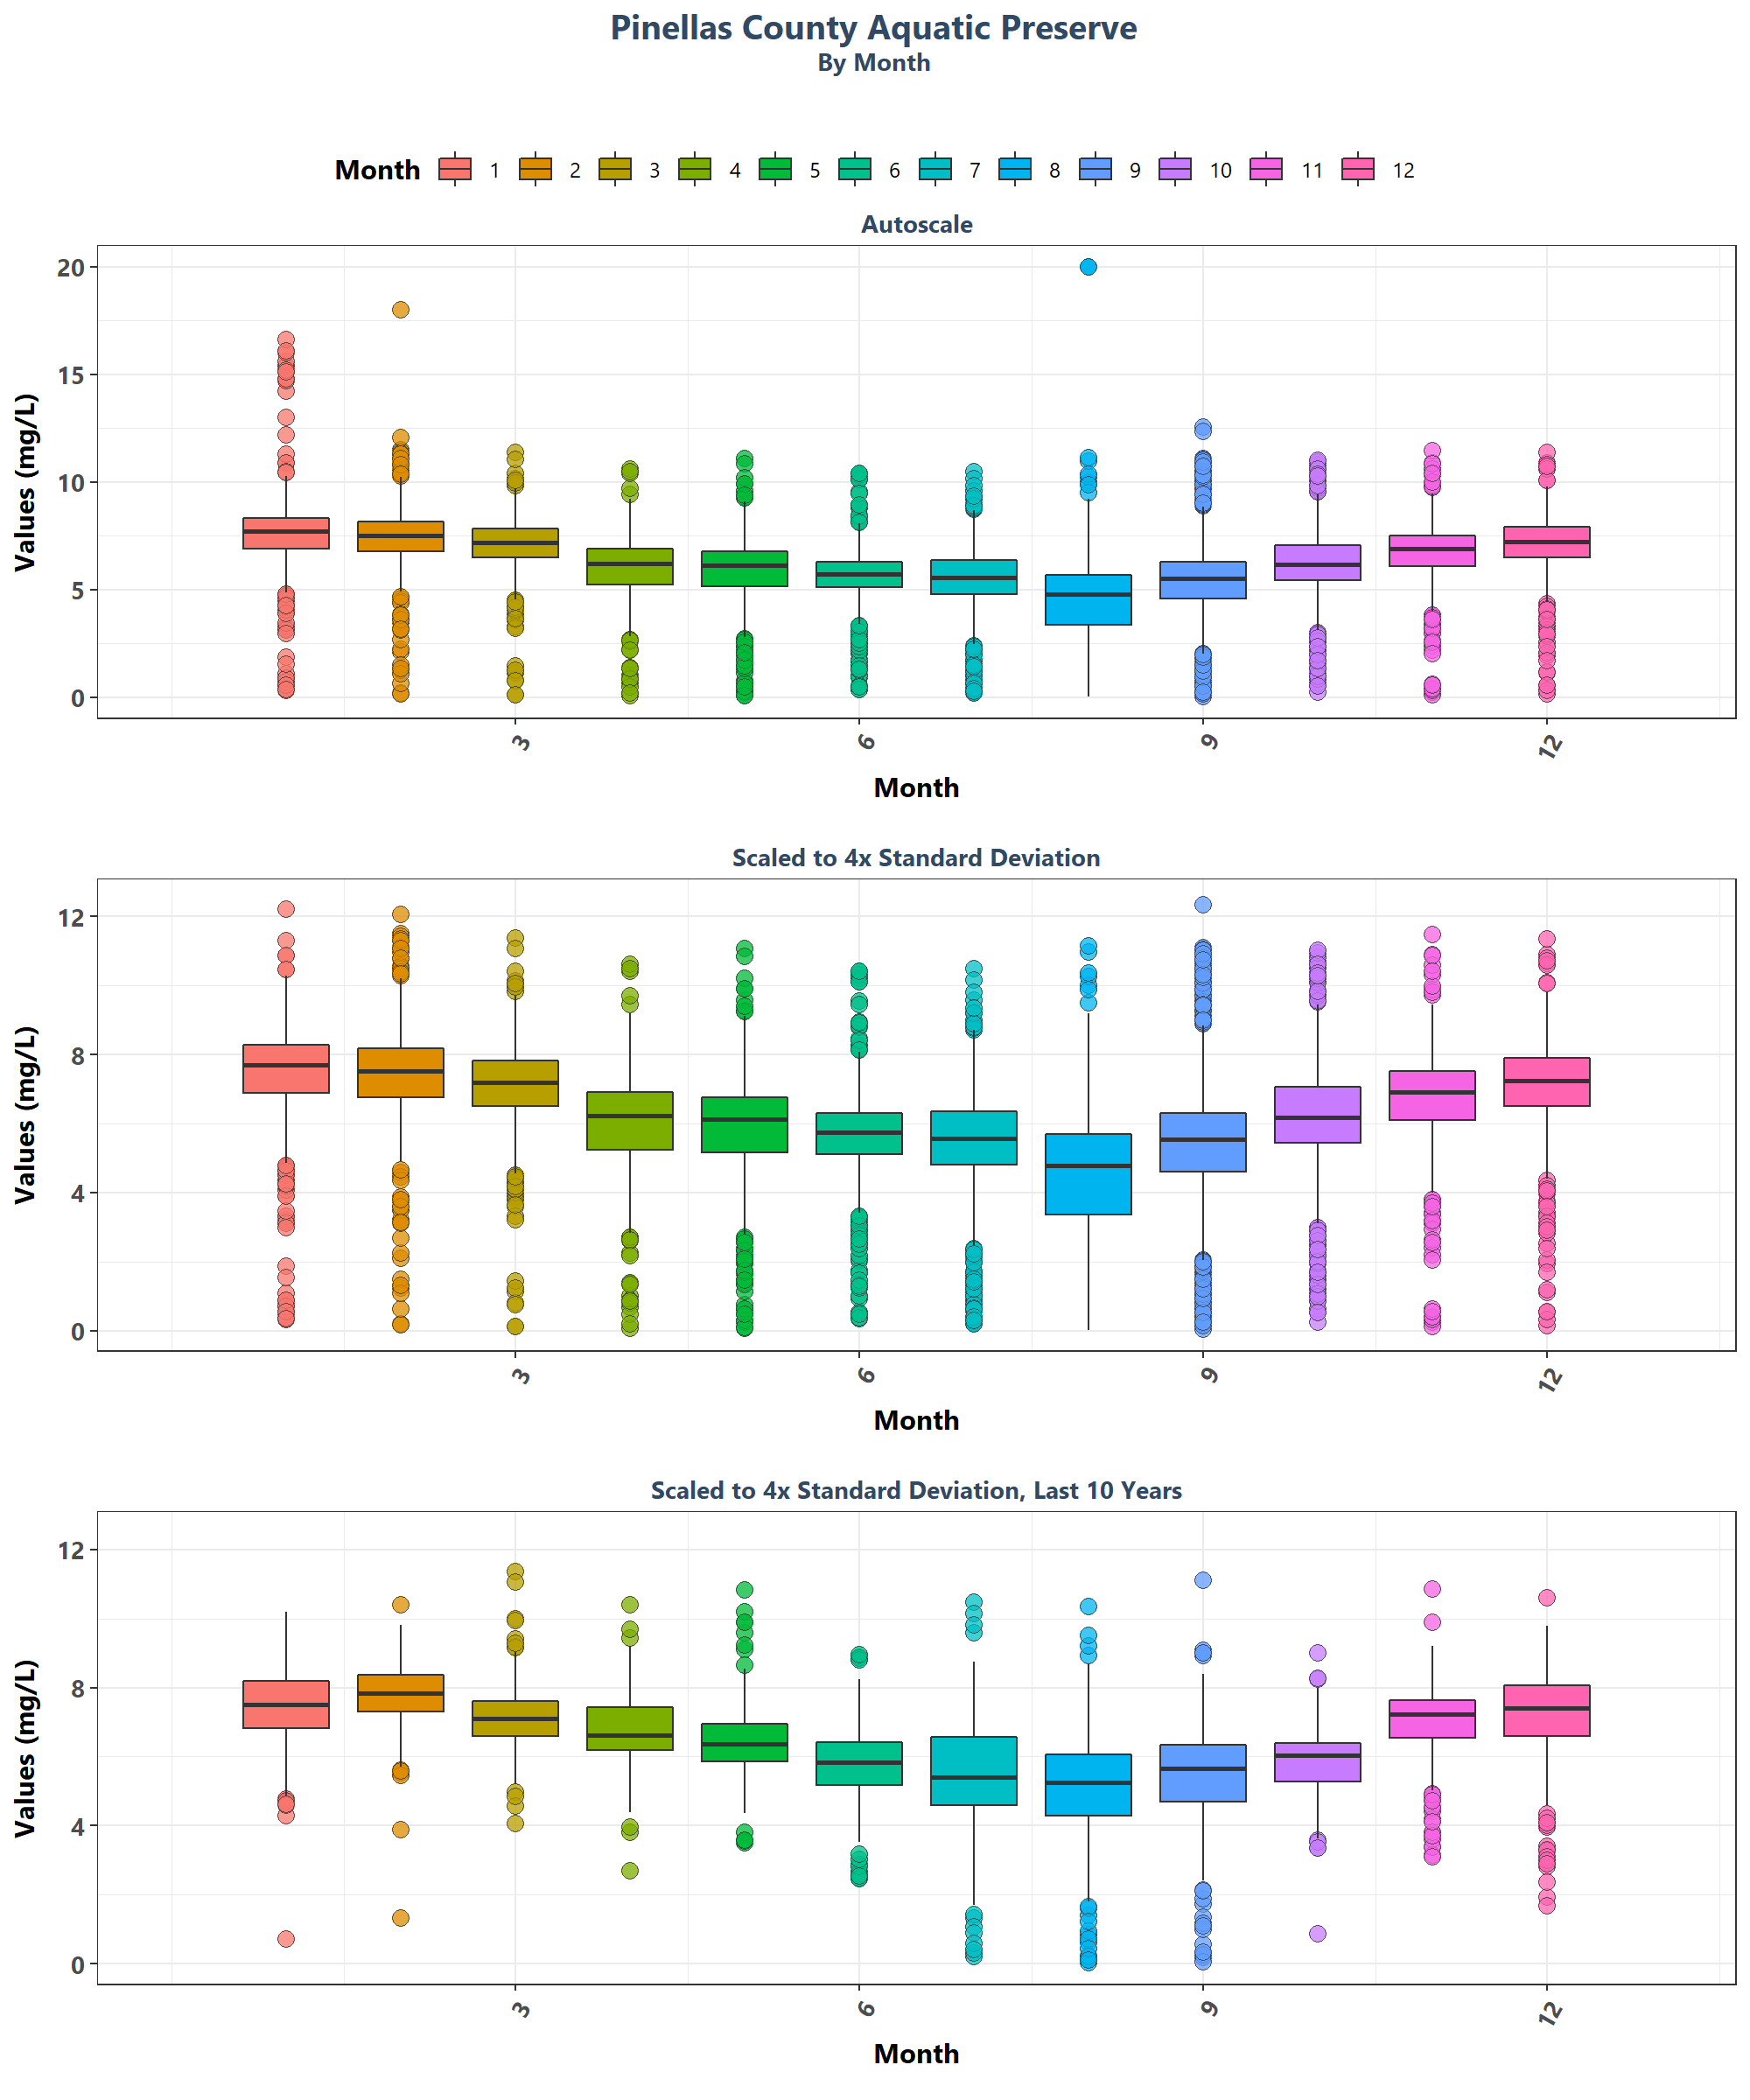 Pinellas County Aquatic Preserve
By Month
Month 1 2 3 4 5 6 7 8 9 10 11 12
Autoscale
Values (mg/L)
20
15
10
5
0
3 6 9 12
Month
Scaled to 4x Standard Deviation
Values (mg/L)
12
8
4
0
3 6 9 12
Month
Scaled to 4x Standard Deviation, Last 10 Years
Values (mg/L)
12
8
4
0
3 6 9 12
Month